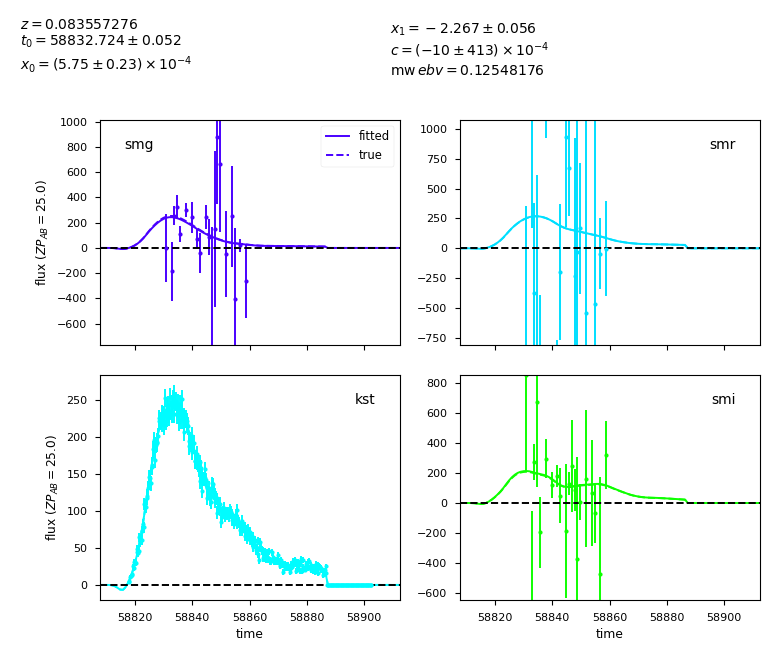 z = 0.083557276
t₀ = 58832.724 ± 0.052
x₀ = (5.75 ± 0.23) × 10⁻⁴
x₁ = −2.267 ± 0.056
c = (−10 ± 413) × 10⁻⁴
mw ebv = 0.12548176
smg
fitted
true
1000
800
600
400
200
0
−200
−400
−600
flux (ZP_AB = 25.0)
smr
1000
750
500
250
0
−250
−500
−750
kst
250
200
150
100
50
0
flux (ZP_AB = 25.0)
58820 58840 58860 58880 58900
time
smi
800
600
400
200
0
−200
−400
−600
58820 58840 58860 58880 58900
time